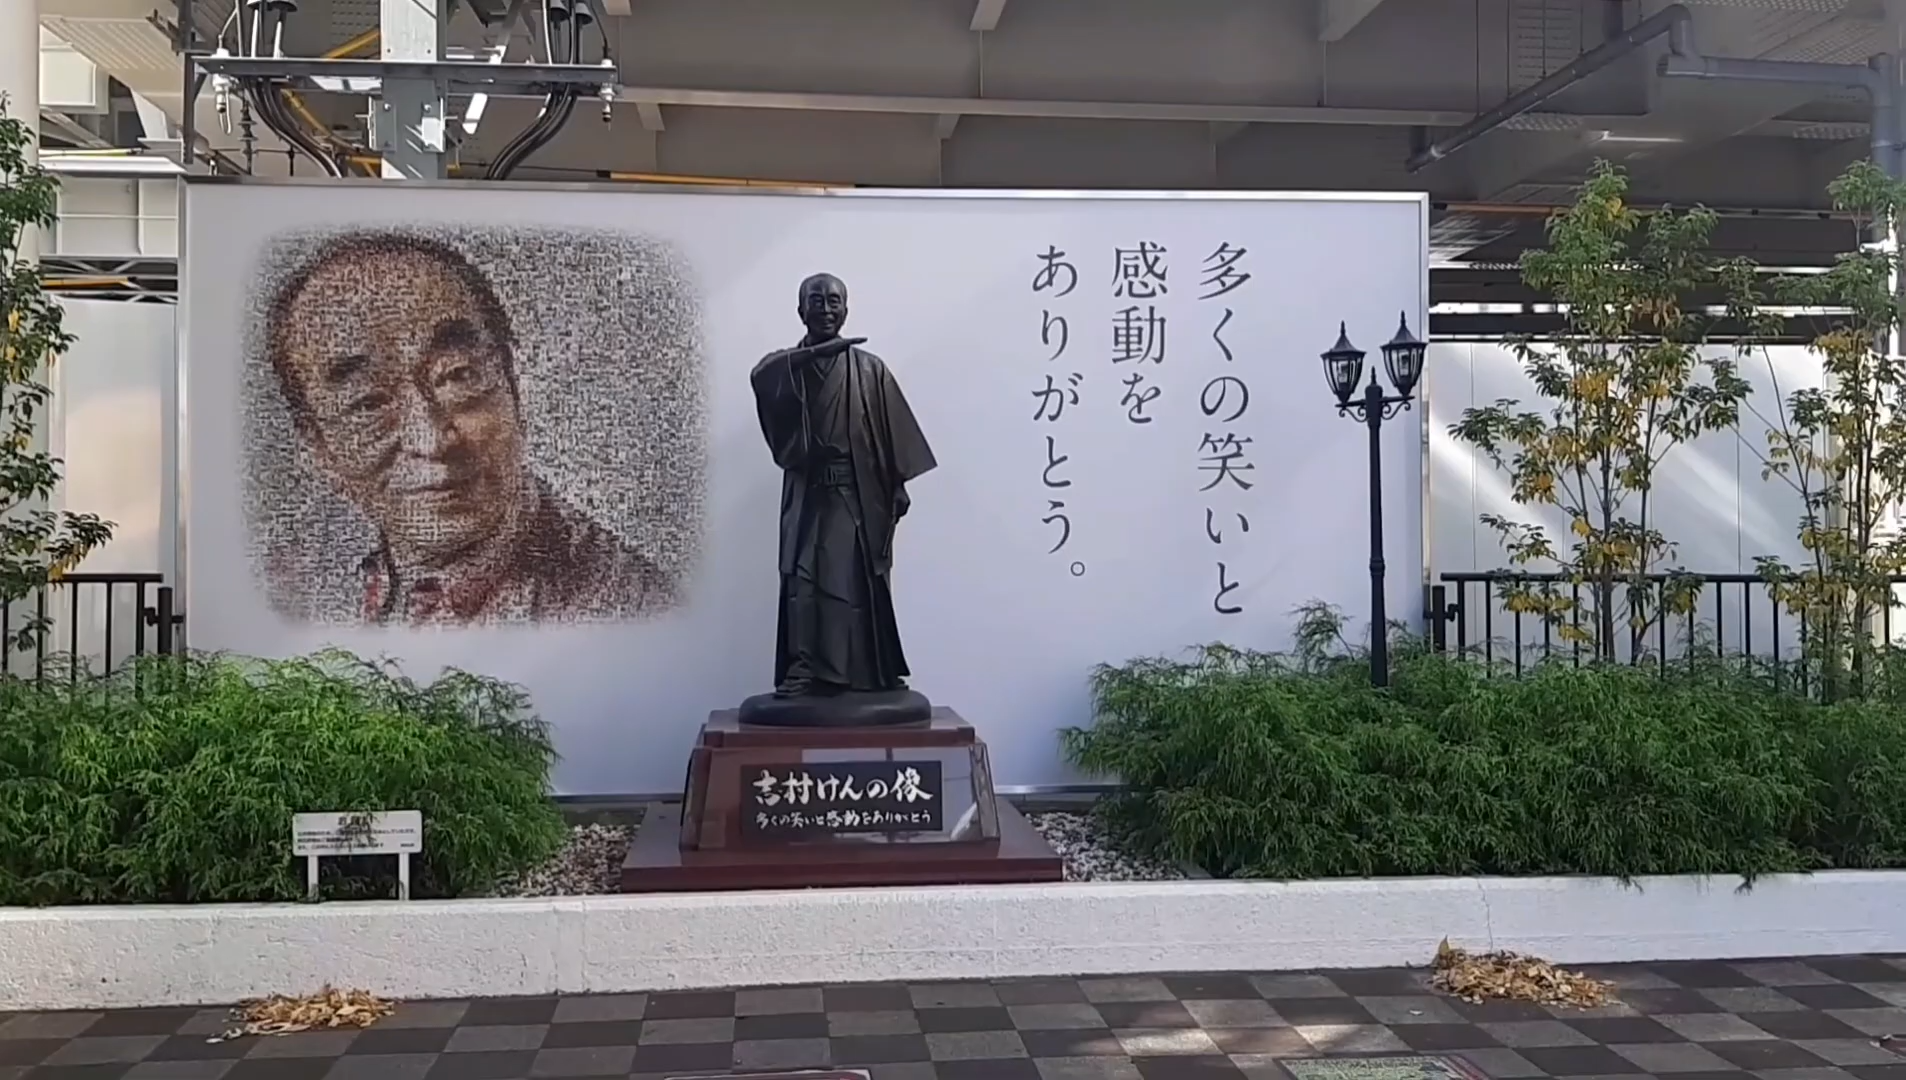 多くの笑いと
感動を
ありがとう。
志村けんの像
多くの笑いと感動をありがとう